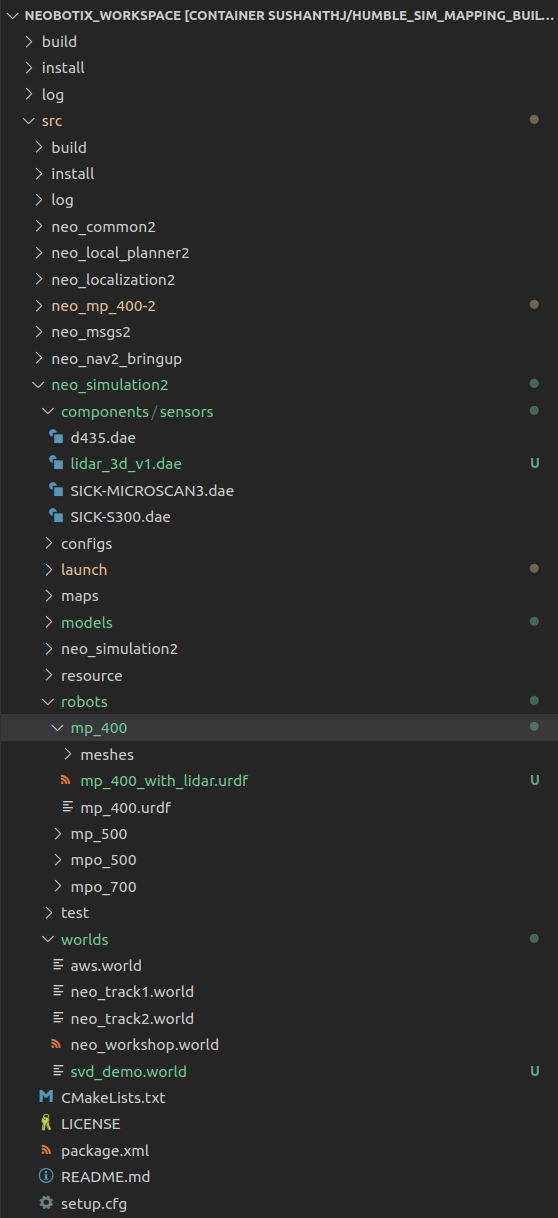 NEOBOTIX_WORKSPACE [CONTAINER SUSHANTHJ/HUMBLE_SIM_MAPPING_BUIL...
build
install
log
src
build
install
log
neo_common2
neo_local_planner2
neo_localization2
neo_mp_400-2
neo_msgs2
neo_nav2_bringup
neo_simulation2
components/sensors
d435.dae
lidar_3d_v1.dae U
SICK-MICROSCAN3.dae
SICK-S300.dae
configs
launch
maps
models
neo_simulation2
resource
robots
mp_400
meshes
mp_400_with_lidar.urdf U
mp_400.urdf
mp_500
mpo_500
mpo_700
test
worlds
aws.world
neo_track1.world
neo_track2.world
neo_workshop.world
svd_demo.world U
CMakeLists.txt
LICENSE
package.xml
README.md
setup.cfg